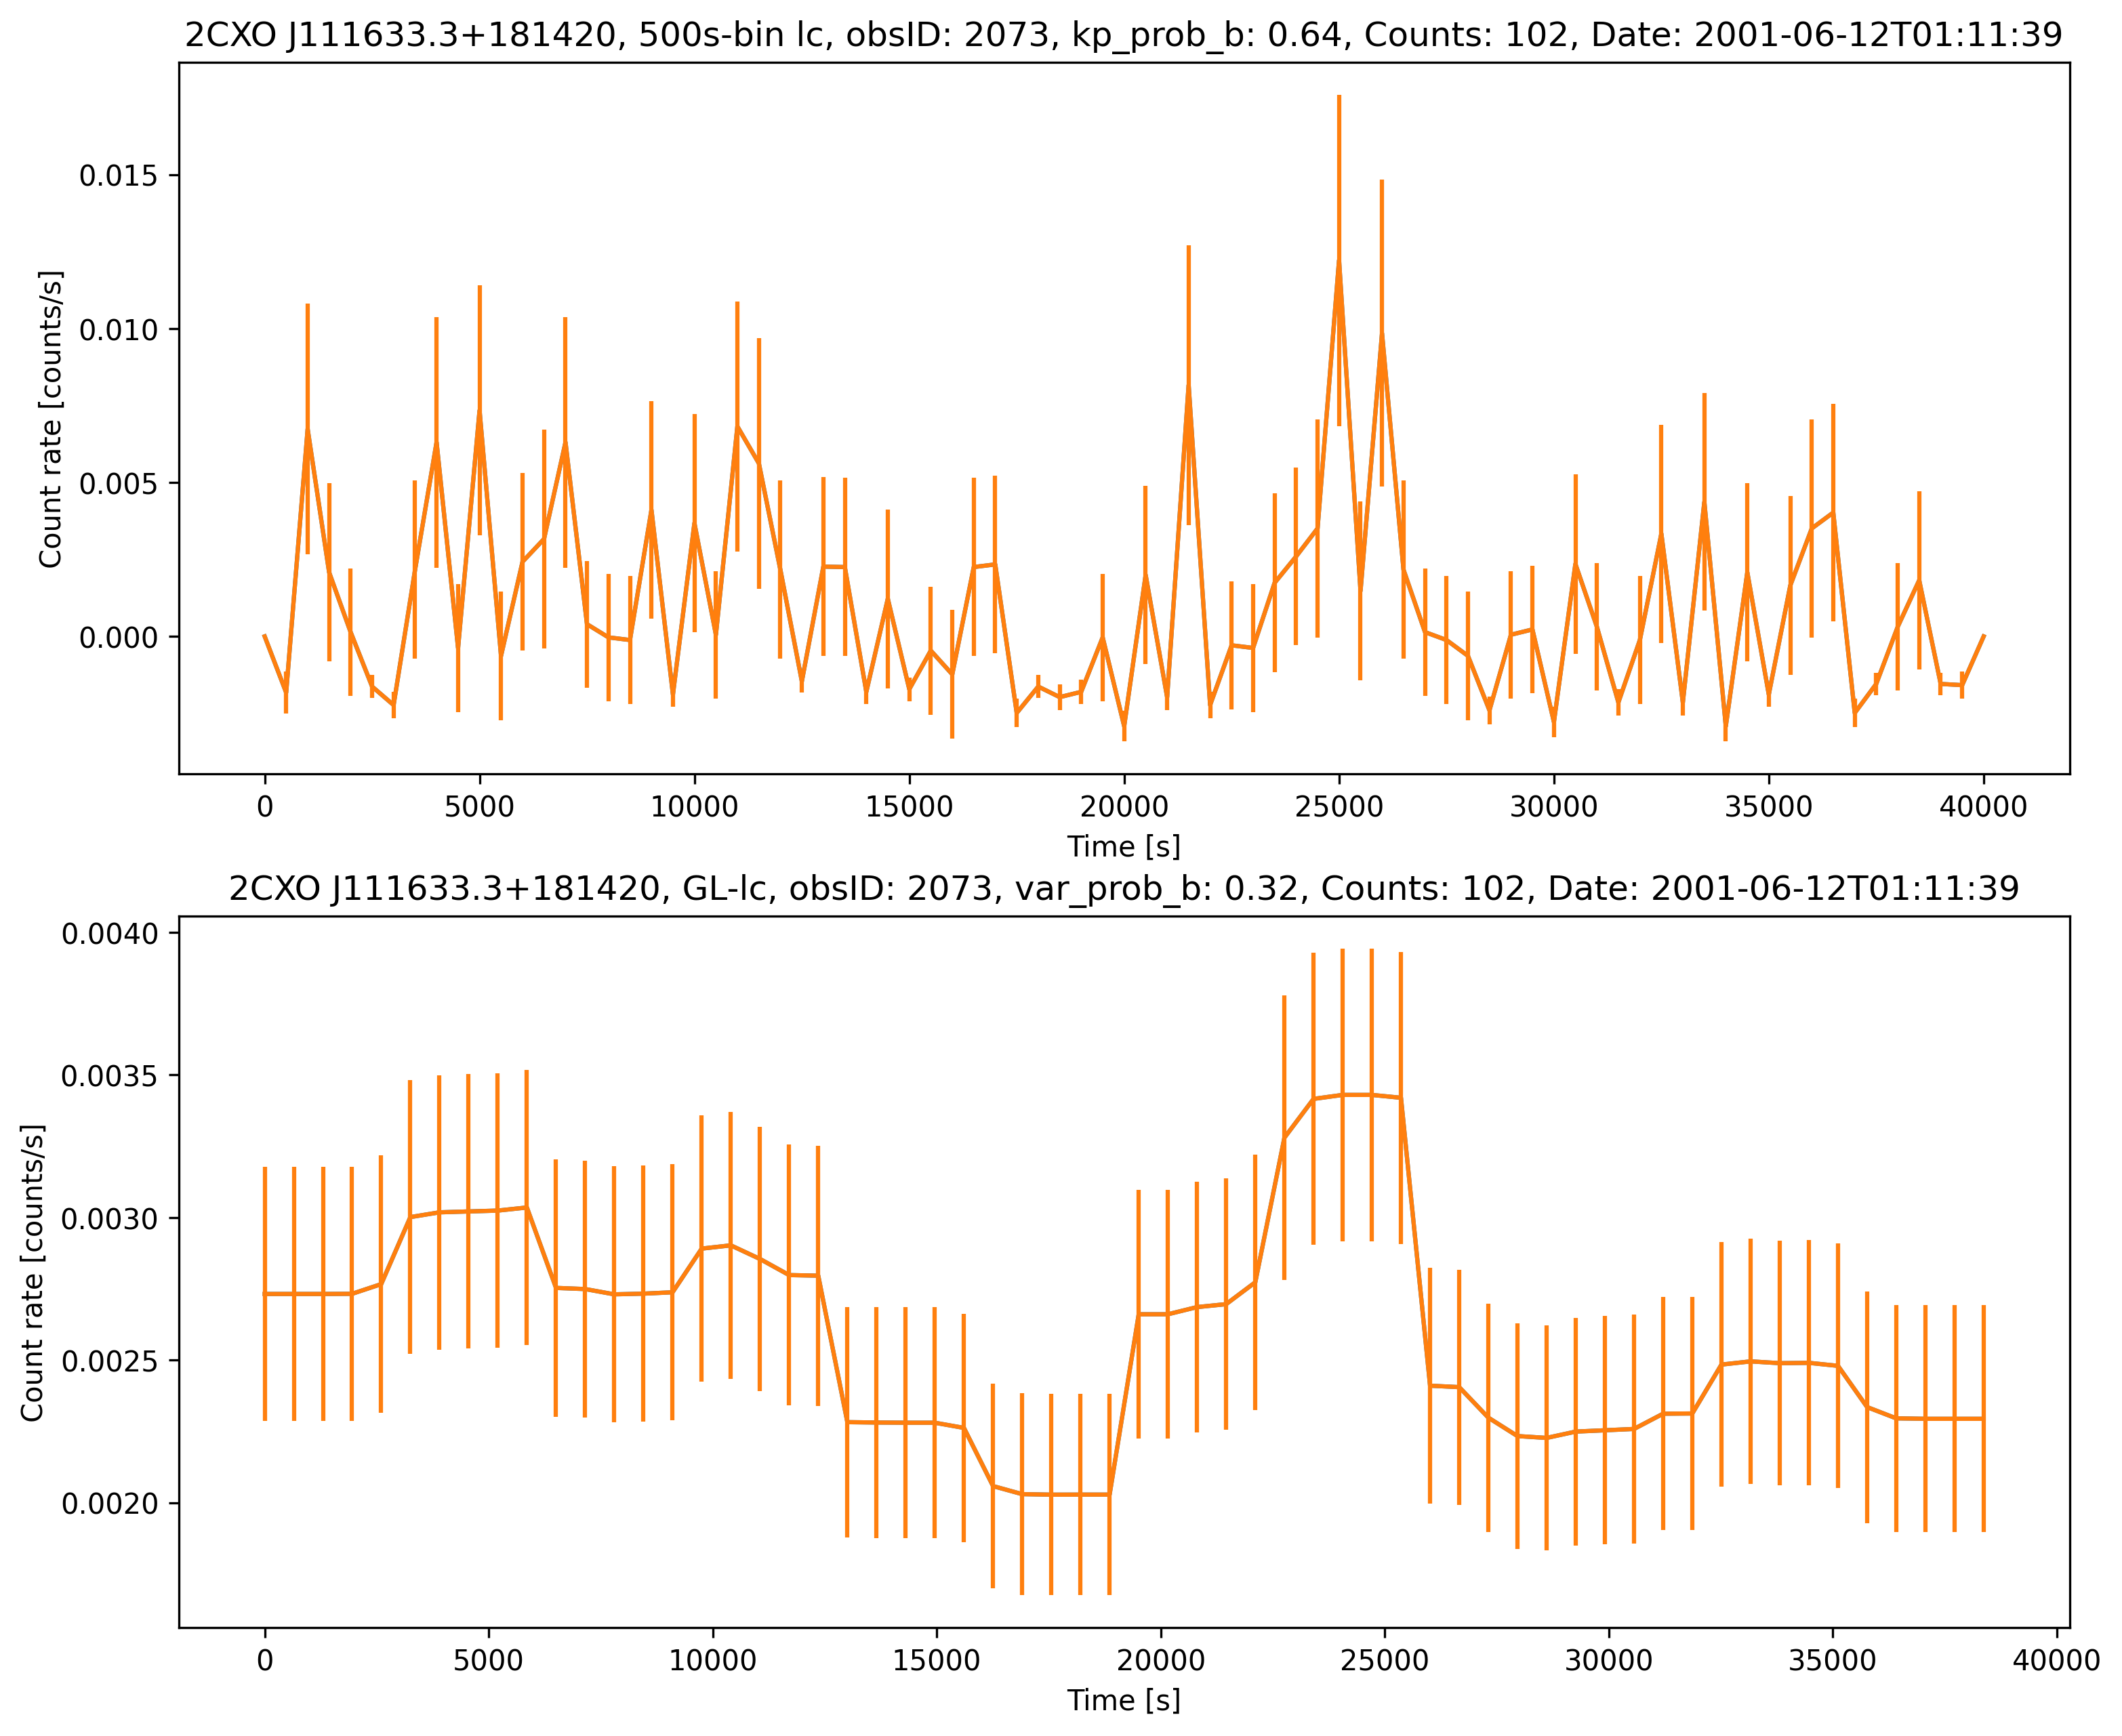 2CXO J111633.3+181420, 500s-bin lc, obsID: 2073, kp_prob_b: 0.64, Counts: 102, Date: 2001-06-12T01:11:39
Count rate [counts/s]
0.015
0.010
0.005
0.000
0 5000 10000 15000 20000 25000 30000 35000 40000
Time [s]
2CXO J111633.3+181420, GL-lc, obsID: 2073, var_prob_b: 0.32, Counts: 102, Date: 2001-06-12T01:11:39
Count rate [counts/s]
0.0040
0.0035
0.0030
0.0025
0.0020
0 5000 10000 15000 20000 25000 30000 35000 40000
Time [s]